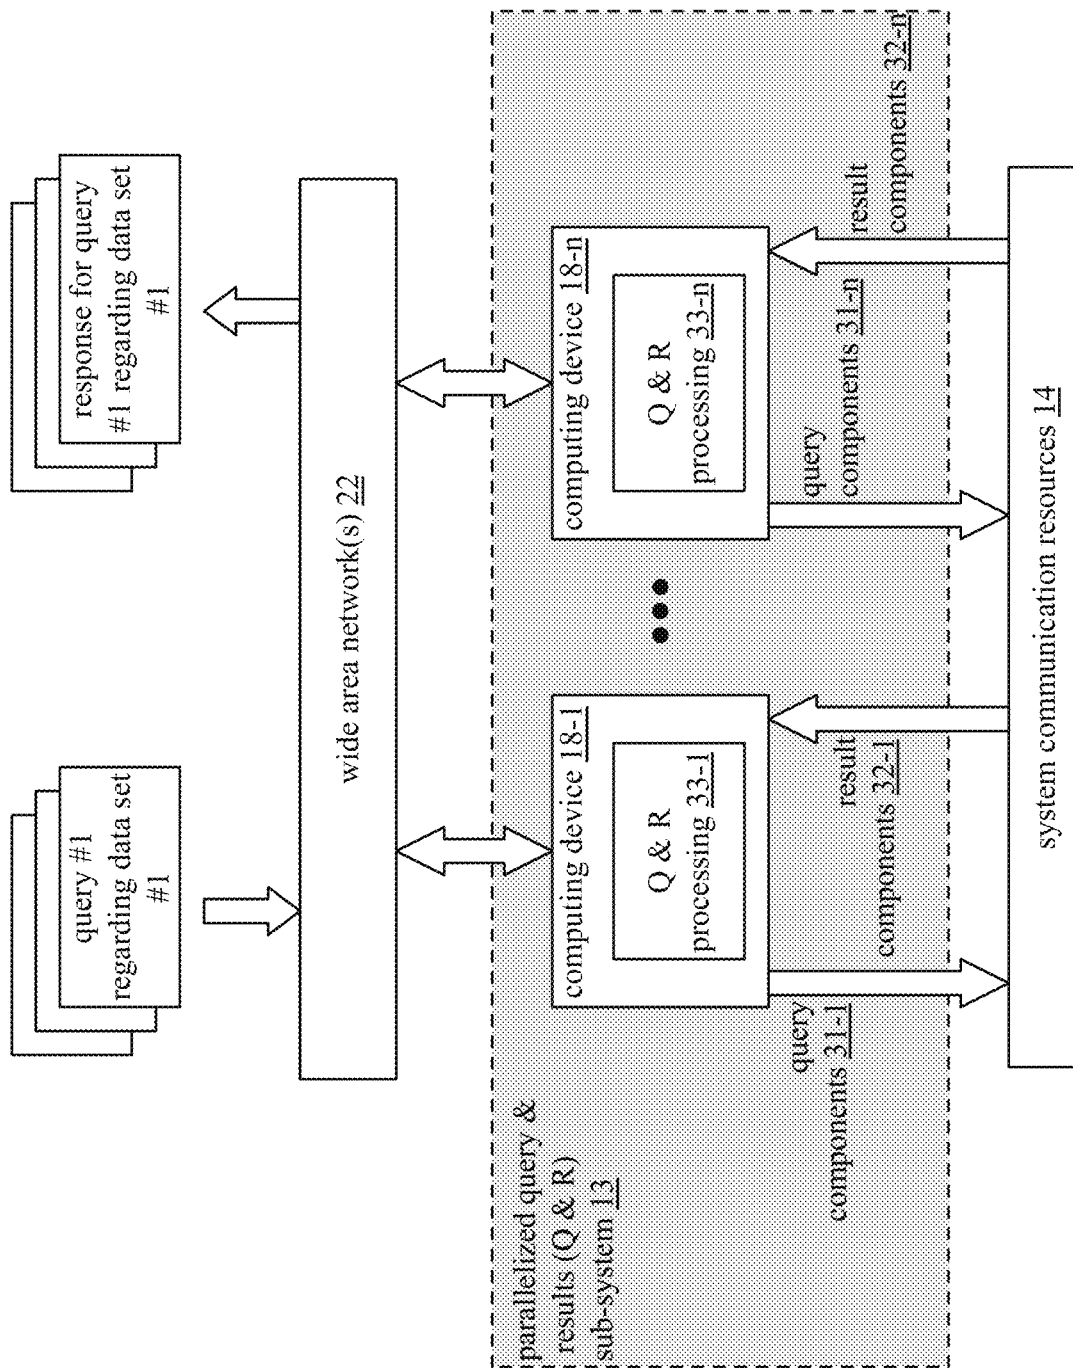 query #1
regarding data set
#1
response for query
#1 regarding data set
#1
wide area network(s) 22
parallelized query &
results (Q & R)
sub-system 13
computing device 18-1
Q & R
processing 33-1
computing device 18-n
Q & R
processing 33-n
query
components 31-1
result
components 32-1
query
components 31-n
result
components 32-n
system communication resources 14